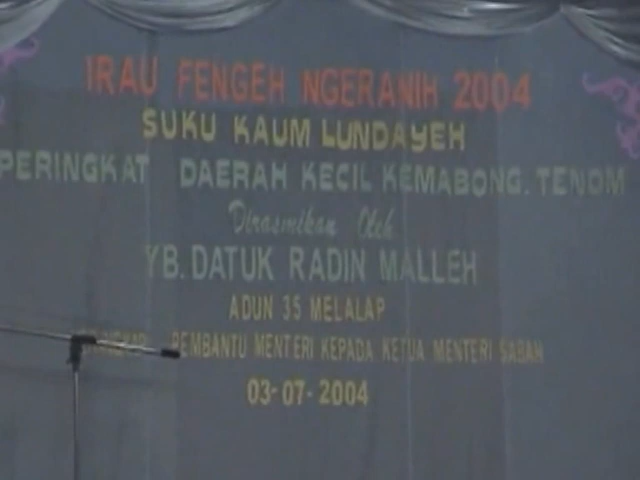 IRAU FENGEH NGERANIH 2004
SUKU KAUM LUNDAYEH
PERINGKAT DAERAH KECIL KEMABONG. TENOM
Dirasmikan Oleh
YB. DATUK RADIN MALLEH
ADUN 35 MELALAP
PEMBANTU MENTERI KEPADA KETUA MENTERI SABAH
03-07-2004